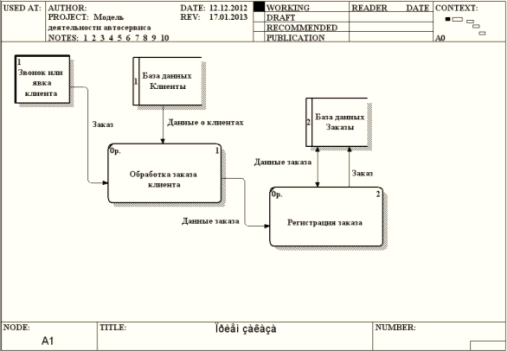 USED AT:
AUTHOR:
DATE: 12.12.2012
WORKING
READER
DATE
CONTEXT:
PROJECT: Модель
REV: 17.01.2013
DRAFT
деятельности автосервиса
RECOMMENDED
NOTES: 1 2 3 4 5 6 7 8 9 10
PUBLICATION
A0
1
Звонок или
явка
клиента
1
База данных
Клиенты
Заказ
Данные о клиентах
2
База данных
Заказы
0р.
1
Обработка заказа
клиента
Данные заказа
Заказ
0р.
2
Данные заказа
Регистрация заказа
NODE:
TITLE:
Ïðèåì çàêàçà
NUMBER:
A1